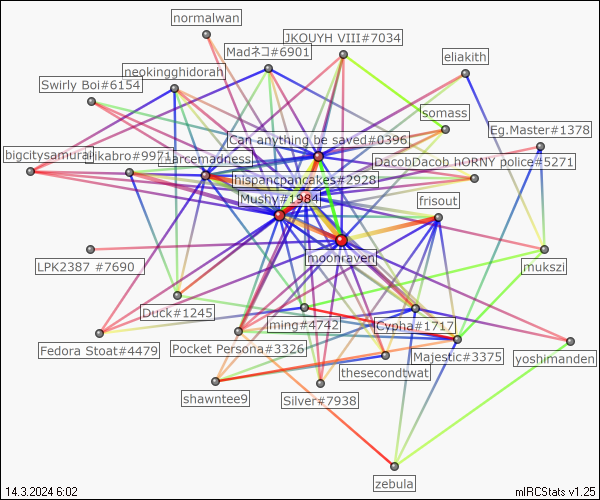 normalwan
JKOUYH VIII#7034
Madネコ#6901
eliakith
neokingghidorah
Swirly Boi#6154
somass
Eg.Master#1378
Can anything be saved#0396
bigcitysamurai
Pikabro#9971
larcemadness
DacobDacob
hORNY police#5271
hispancpancakes#2928
Mushy#1984
frisout
moonraven
LPK2387 #7690
mukszi
Duck#1245
ming#4742
Cypha#1717
Fedora Stoat#4479
Pocket Persona#3326
Majestic#3375
yoshimanden
thesecondtwat
shawntee9
Silver#7938
zebula
14.3.2024 6:02
mIRCStats v1.25